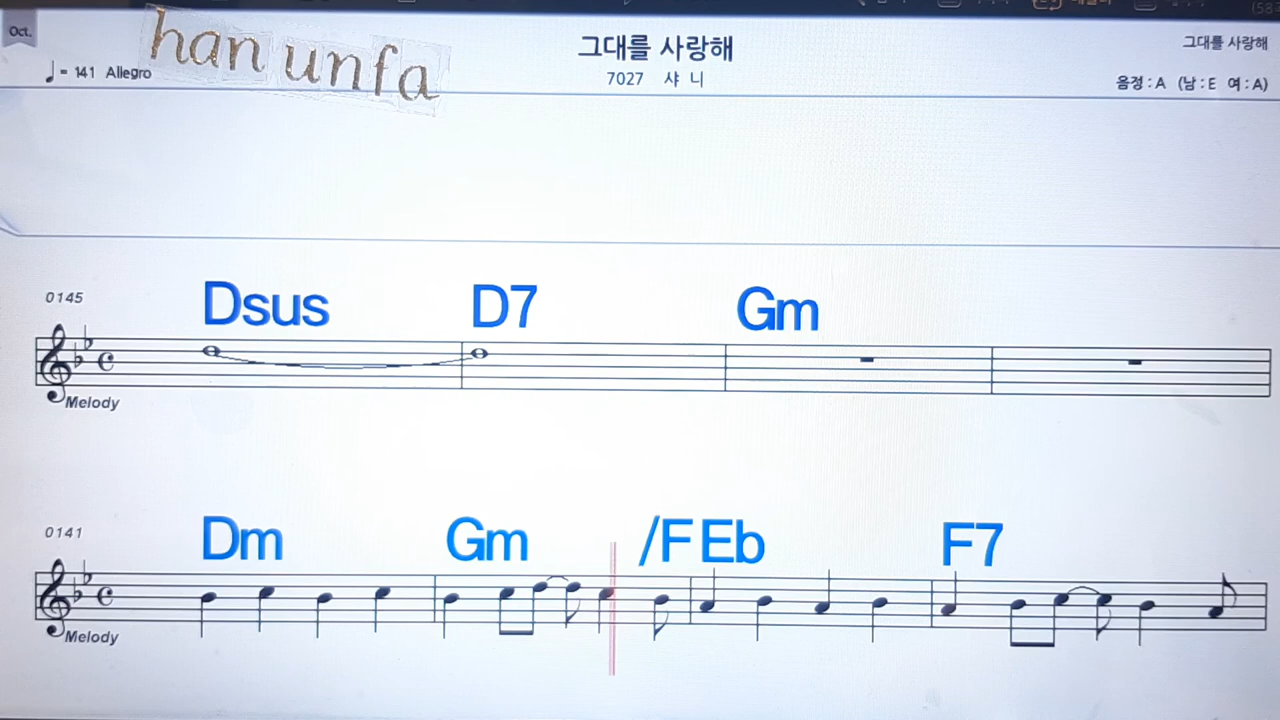 Oct.
han unfa
♩= 141 Allegro
그대를 사랑해
7027 샤 니
그대를 사랑해
음정 : A (남 : E 여 : A)
0145
Dsus D7 Gm
Melody
0141
Dm Gm /F Eb F7
Melody